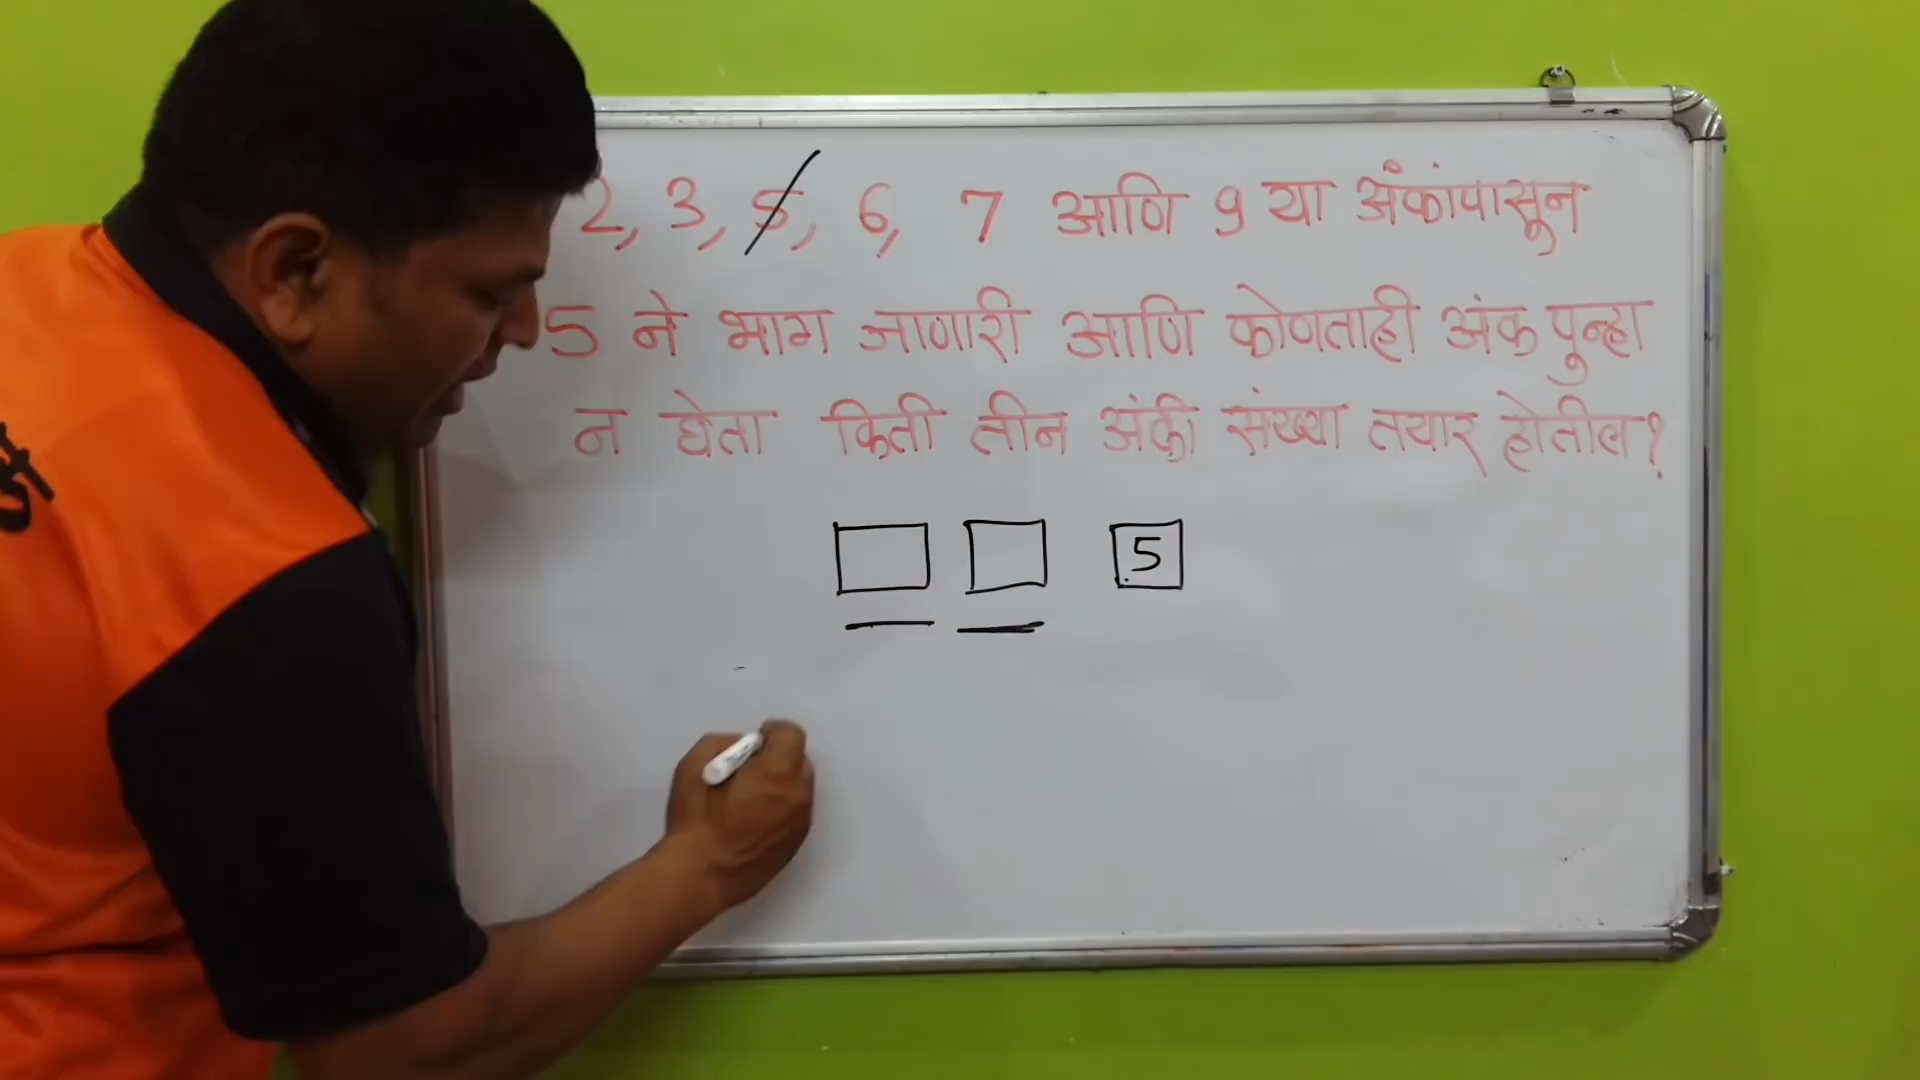 2, 3, 5, 6, 7 आणि 9 या अंकांपासून
5 ने भाग जाणारी आणि कोणताही अंक पुन्हा
न घेता किती तीन अंकी संख्या तयार होतील?
5